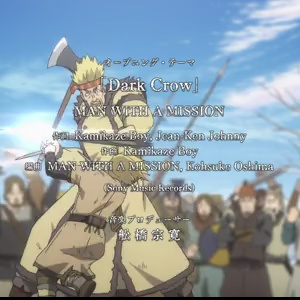 オープニング・テーマ
「Dark Crow」
MAN WITH A MISSION
作詞 Kamikaze Boy, Jean-Ken Johnny
作曲 Kamikaze Boy
編曲 MAN WITH A MISSION, Kohsuke Oshima
(Sony Music Records)
音楽プロデューサー
舩橋宗寛